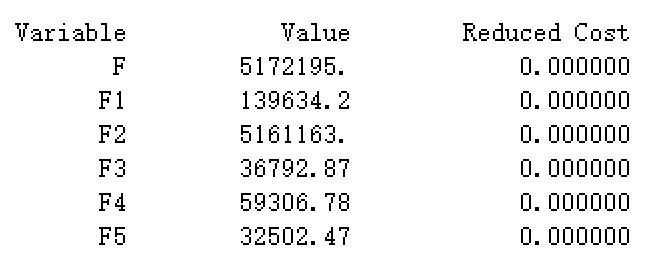 Variable Value Reduced Cost
F 5172195. 0.000000
F1 139634.2 0.000000
F2 5161163. 0.000000
F3 36792.87 0.000000
F4 59306.78 0.000000
F5 32502.47 0.000000